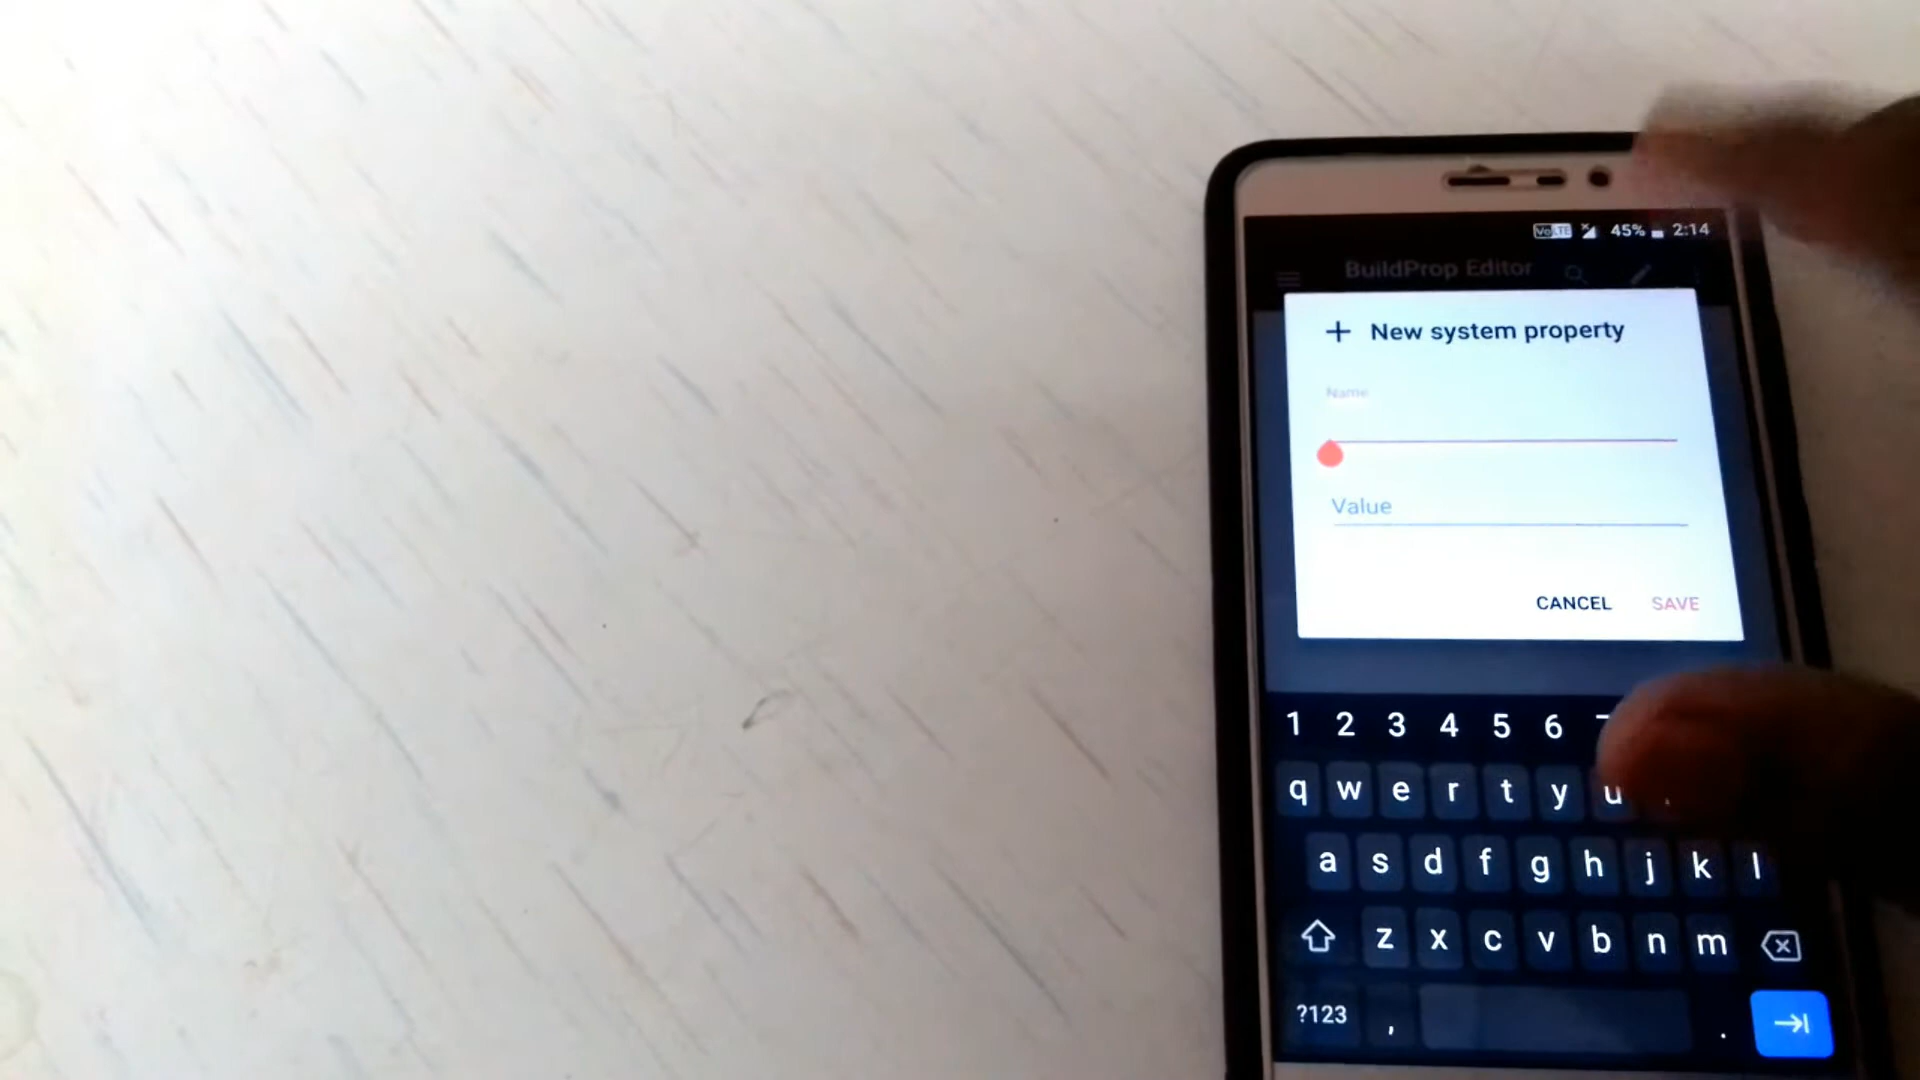 VoLTE 45% 2:14
BuildProp Editor
+ New system property
Name
Value
CANCEL SAVE
1 2 3 4 5 6
q w e r t y u
a s d f g h j k l
z x c v b n m
?123 , .